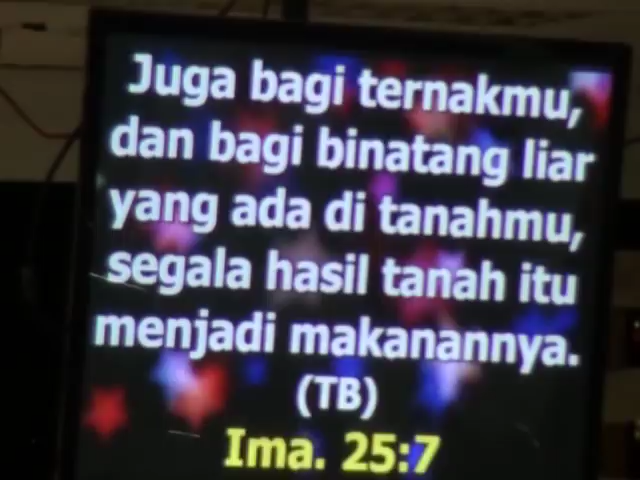 Juga bagi ternakmu,
dan bagi binatang liar
yang ada di tanahmu,
segala hasil tanah itu
menjadi makanannya.
(TB)
Ima. 25:7